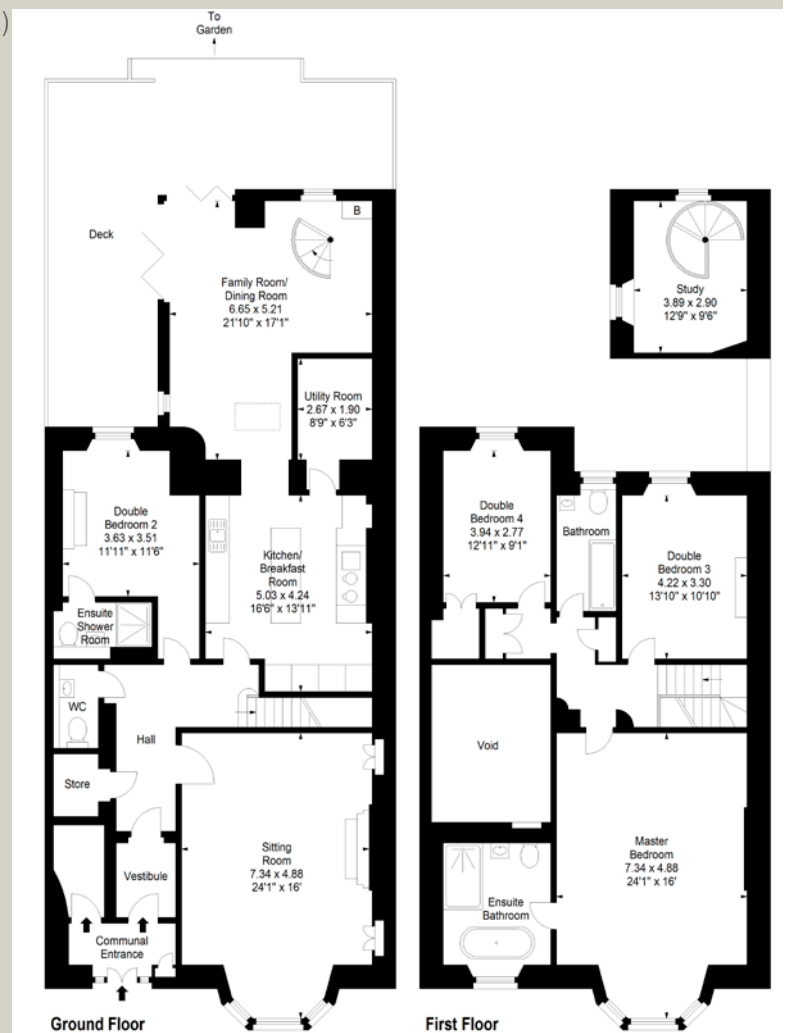 )
To
Garden
Deck
B
Family Room/
Dining Room
6.65 x 5.21
21'10" x 17'1"
Utility Room
2.67 x 1.90
8'9" x 6'3"
Double
Bedroom 2
3.63 x 3.51
11'11" x 11'6"
Kitchen/
Breakfast
Room
5.03 x 4.24
16'6" x 13'11"
Ensuite
Shower
Room
WC
Hall
Store
Sitting
Room
7.34 x 4.88
24'1" x 16'
Vestibule
Communal
Entrance
Ground Floor
Study
3.89 x 2.90
12'9" x 9'6"
Double
Bedroom 4
3.94 x 2.77
12'11" x 9'1"
Bathroom
Double
Bedroom 3
4.22 x 3.30
13'10" x 10'10"
Void
Master
Bedroom
7.34 x 4.88
24'1" x 16'
Ensuite
Bathroom
First Floor